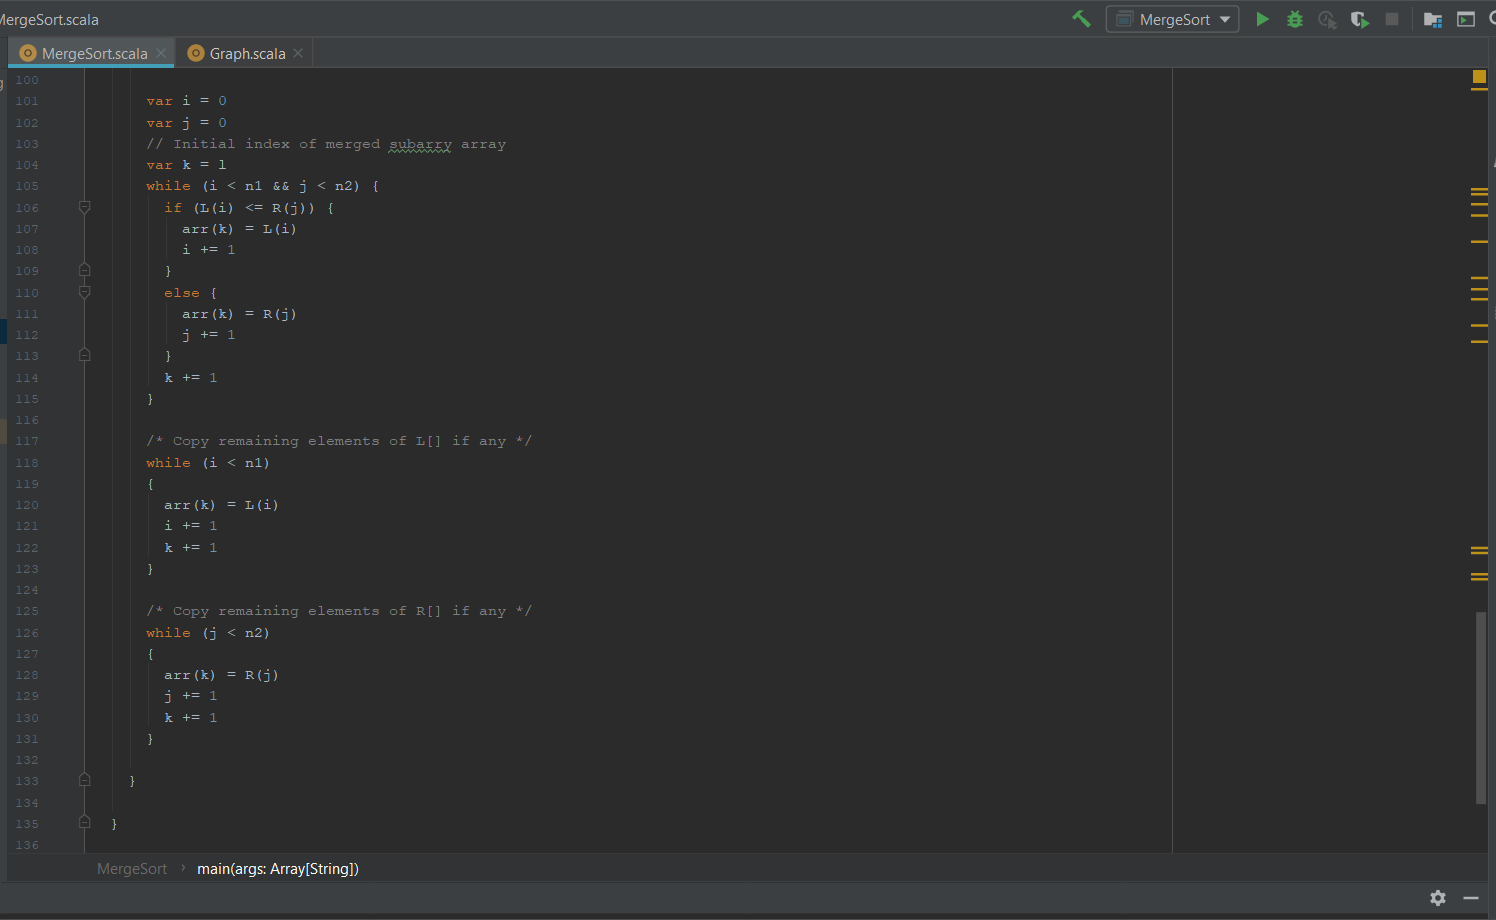 MergeSort.scala
MergeSort
MergeSort.scala
Graph.scala
100
101 var i = 0
102 var j = 0
103 // Initial index of merged subarry array
104 var k = l
105 while (i < n1 && j < n2) {
106 if (L(i) <= R(j)) {
107 arr(k) = L(i)
108 i += 1
109 }
110 else {
111 arr(k) = R(j)
112 j += 1
113 }
114 k += 1
115 }
116
117 /* Copy remaining elements of L[] if any */
118 while (i < n1)
119 {
120 arr(k) = L(i)
121 i += 1
122 k += 1
123 }
124
125 /* Copy remaining elements of R[] if any */
126 while (j < n2)
127 {
128 arr(k) = R(j)
129 j += 1
130 k += 1
131 }
132
133 }
134
135 }
136
MergeSort › main(args: Array[String])